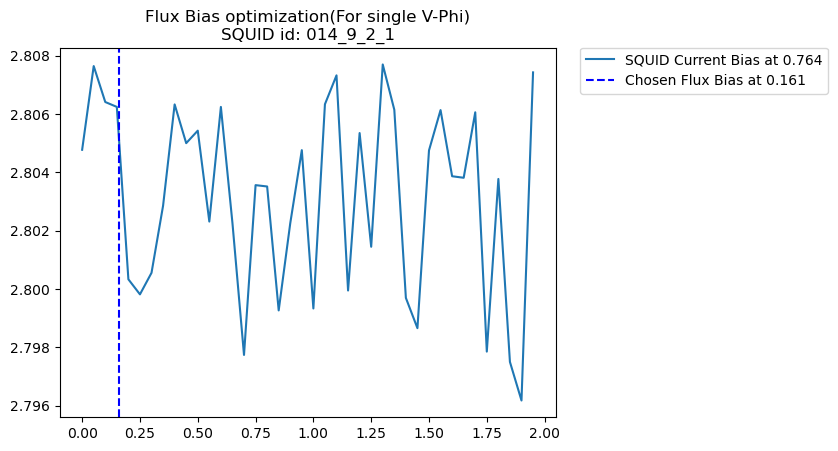 Flux Bias optimization(For single V-Phi)
SQUID id: 014_9_2_1
SQUID Current Bias at 0.764
Chosen Flux Bias at 0.161
2.808
2.806
2.804
2.802
2.800
2.798
2.796
0.00 0.25 0.50 0.75 1.00 1.25 1.50 1.75 2.00